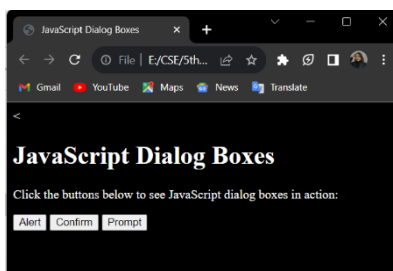 JavaScript Dialog Boxes
File | E:/CSE/5th...
Gmail YouTube Maps News Translate
<
JavaScript Dialog Boxes
Click the buttons below to see JavaScript dialog boxes in action:
Alert Confirm Prompt